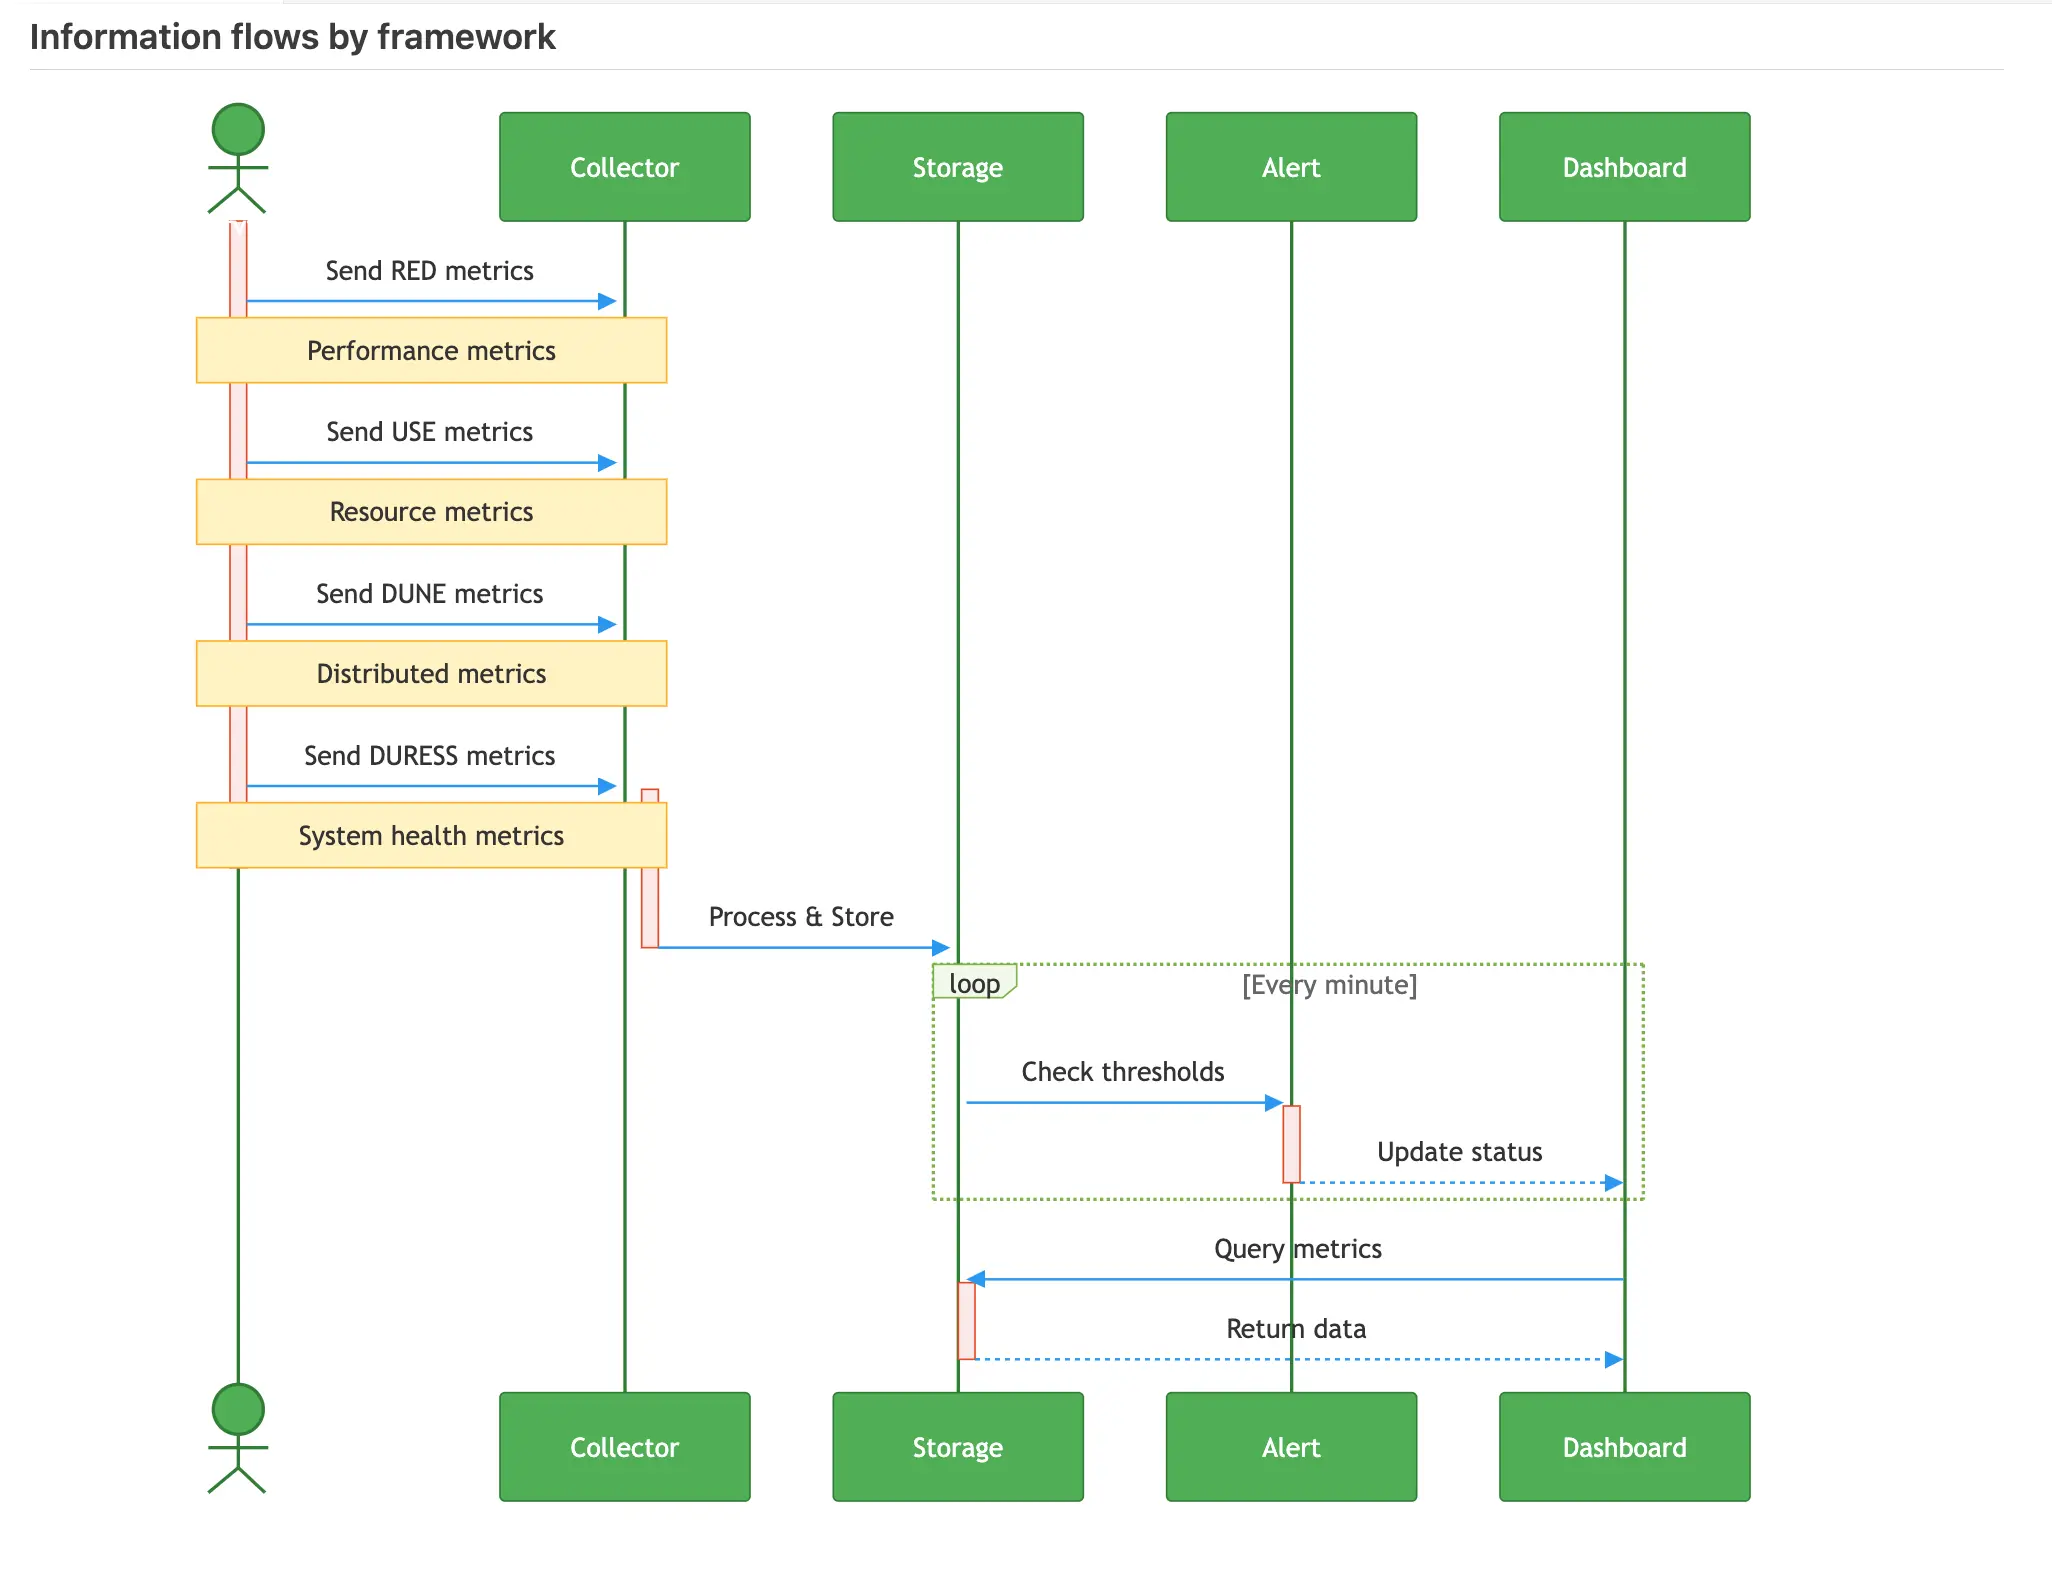 Information flows by framework
Collector
Storage
Alert
Dashboard
Send RED metrics
Performance metrics
Send USE metrics
Resource metrics
Send DUNE metrics
Distributed metrics
Send DURESS metrics
System health metrics
Process & Store
loop
[Every minute]
Check thresholds
Update status
Query metrics
Return data
Collector
Storage
Alert
Dashboard